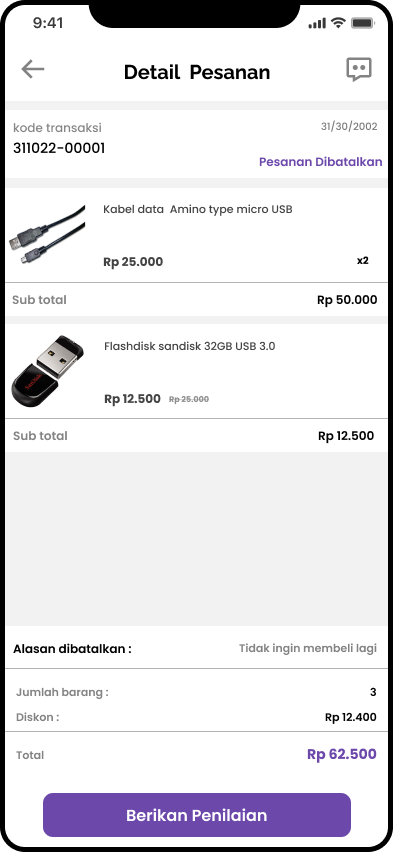 9:41
Detail Pesanan
kode transaksi
31/30/2002
311022-00001
Pesanan Dibatalkan
Kabel data Amino type micro USB
Rp 25.000
x2
Sub total
Rp 50.000
Flashdisk sandisk 32GB USB 3.0
SanDisk
Rp 12.500 Rp 25.000
Sub total
Rp 12.500
Alasan dibatalkan :
Tidak ingin membeli lagi
Jumlah barang :
3
Diskon :
Rp 12.400
Total
Rp 62.500
Berikan Penilaian